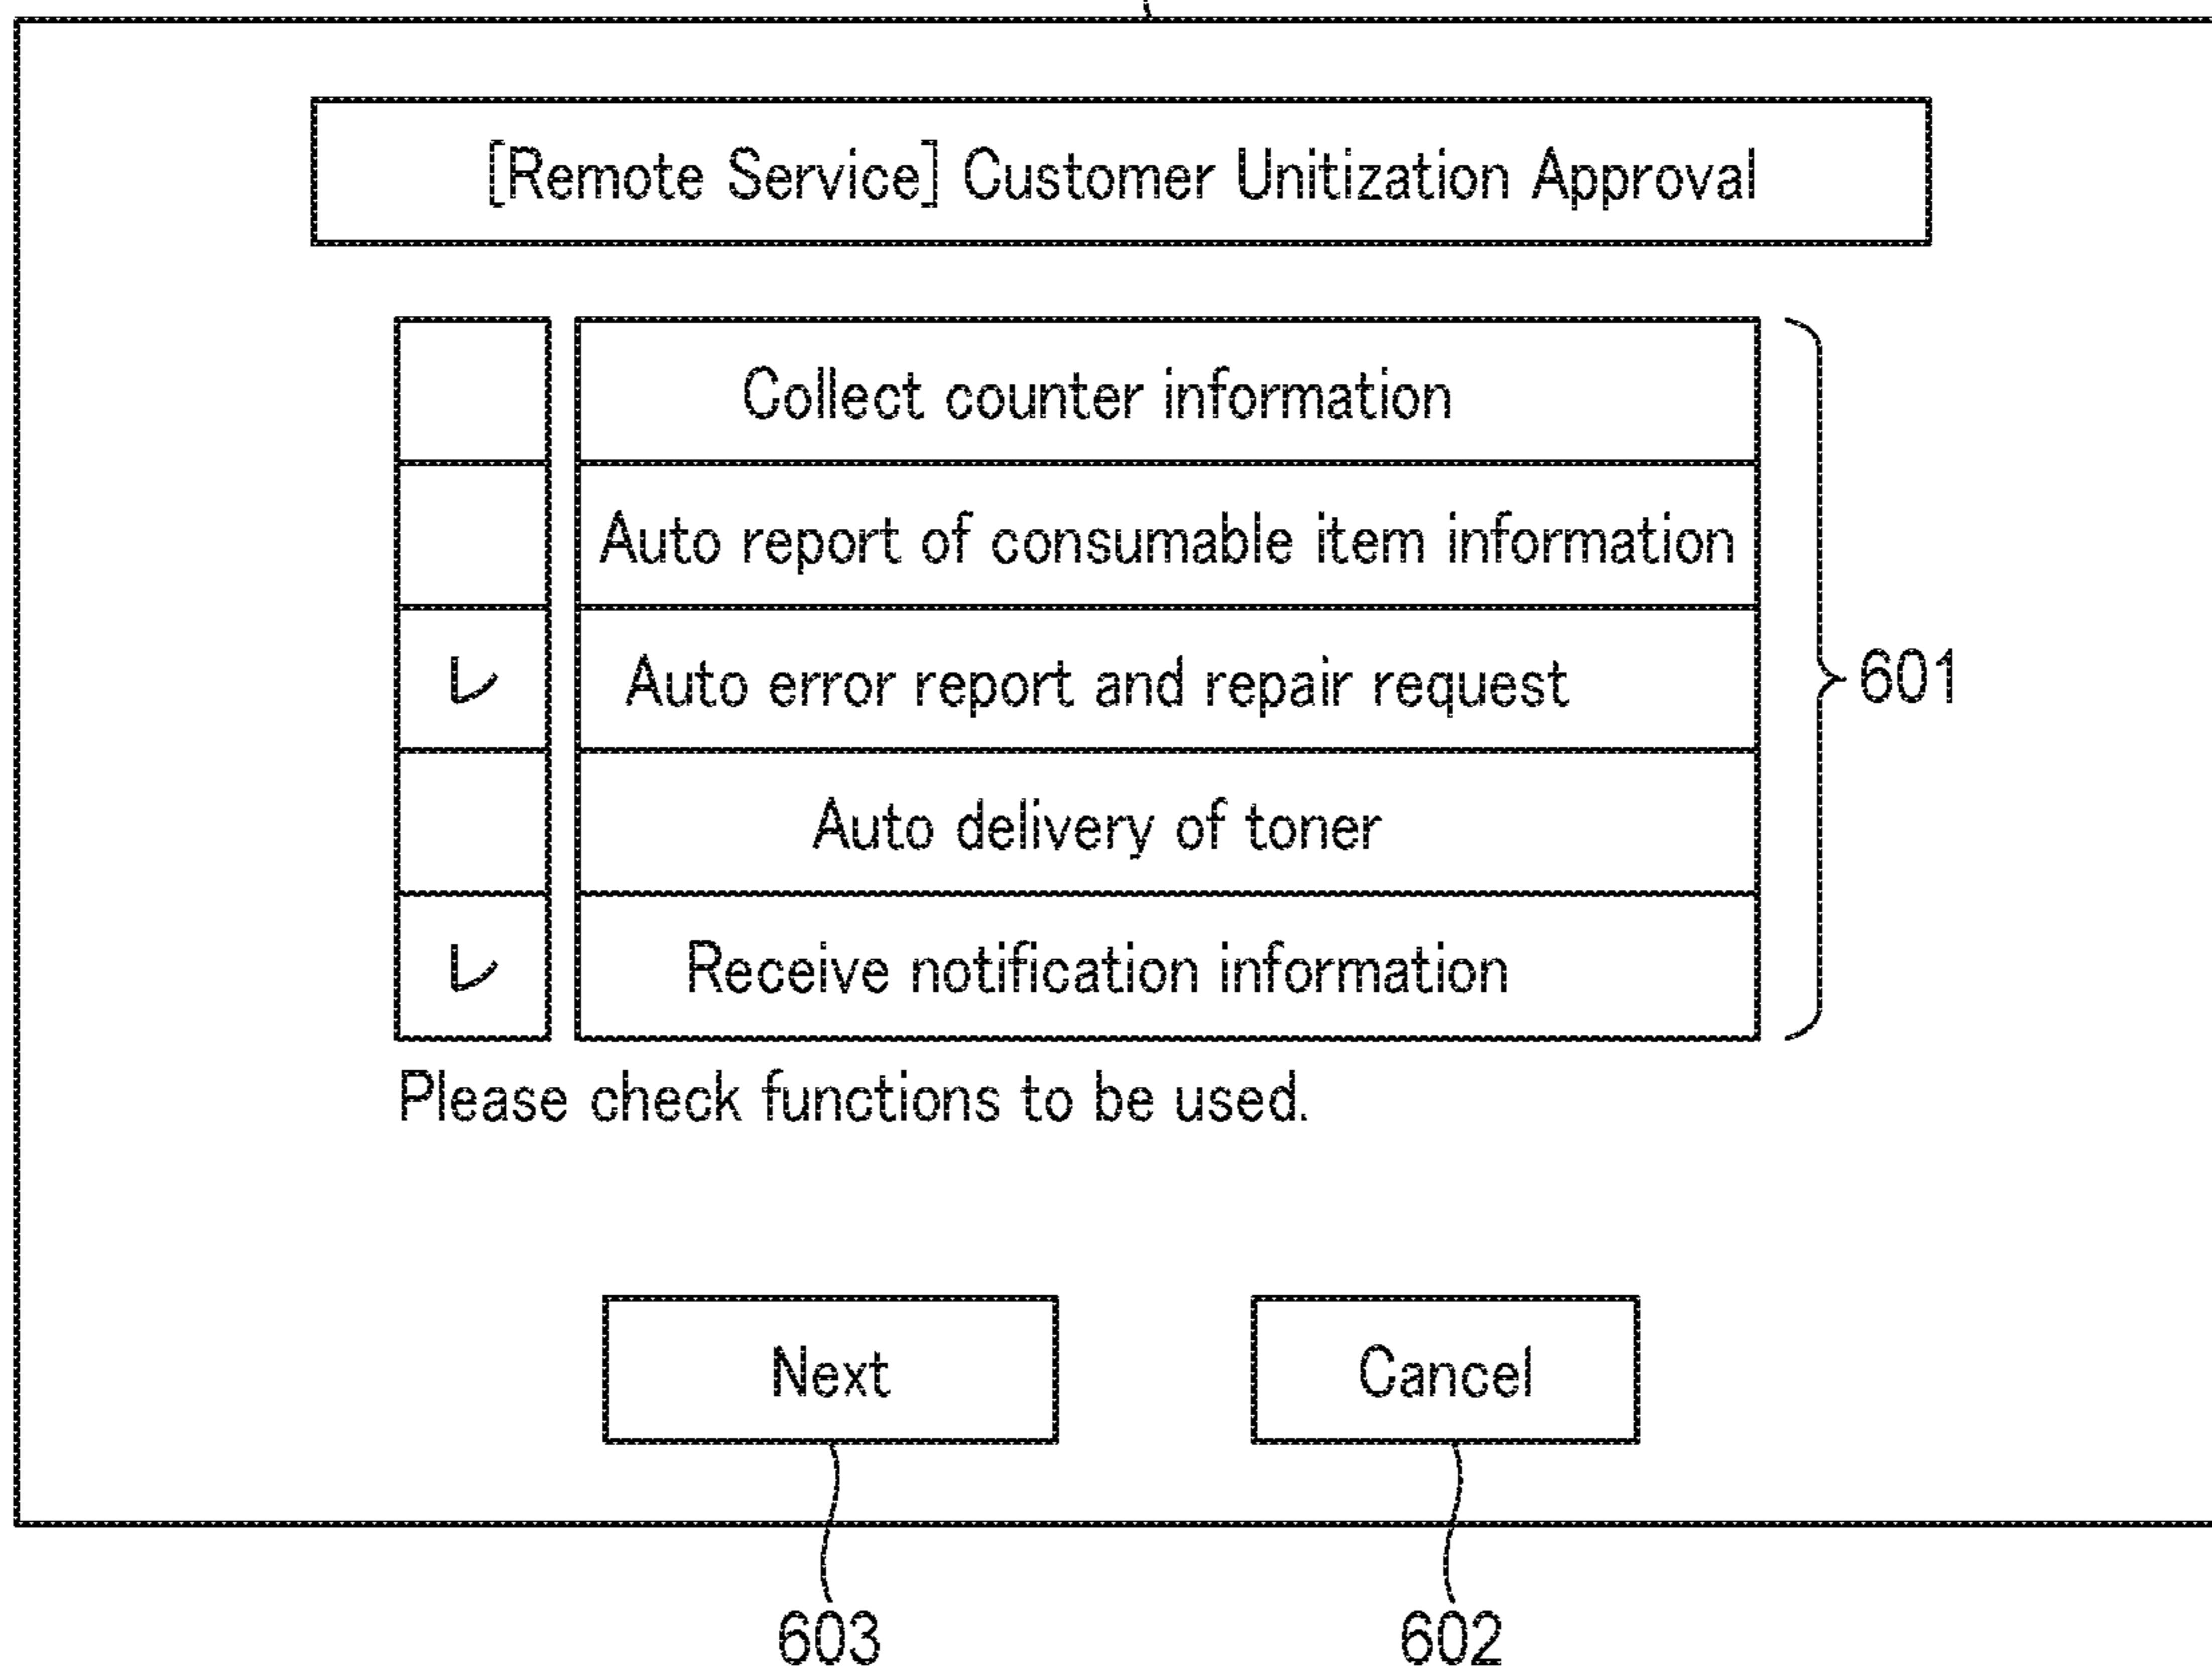 [Remote Service] Customer Unitization Approval
Collect counter information
Auto report of consumable item information
Auto error report and repair request
Auto delivery of toner
Receive notification information
601
Please check functions to be used.
Next
Cancel
603
602